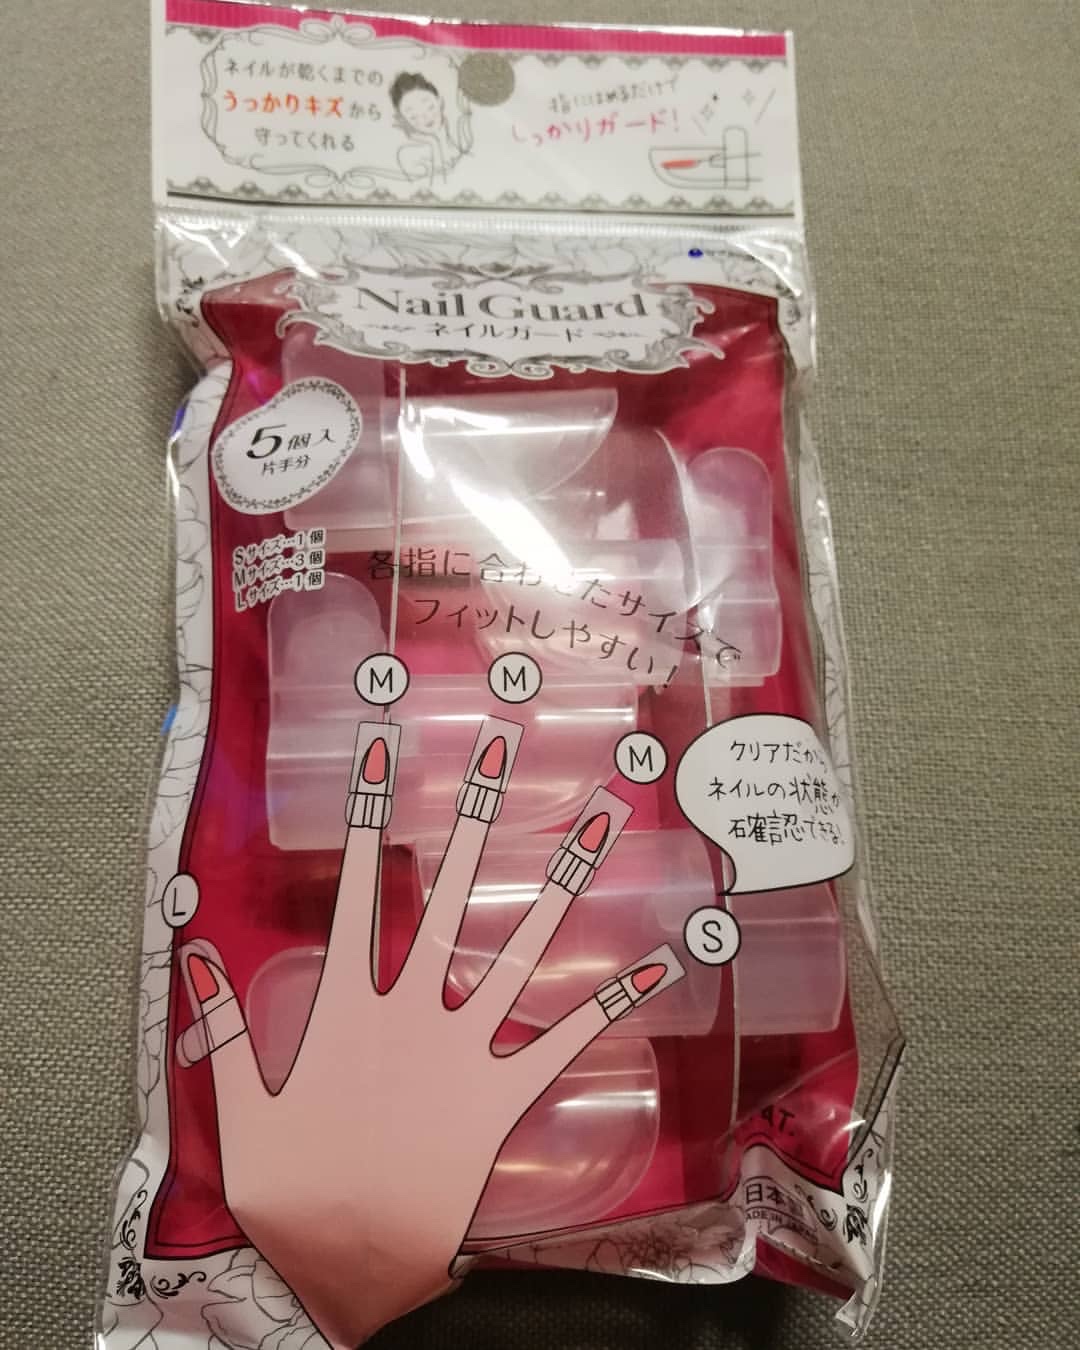 ネイルが乾くまでの
うっかりキズから
守ってくれる
指にはめるだけで
しっかりガード!
Nail Guard
ネイルガード
5個入
片手分
Sサイズ…1個
Mサイズ…3個
Lサイズ…1個
各指に合わせたサイズで
フィットしやすい!
M
M
M
L
S
クリアだから
ネイルの状態が
確認できる!
日本製
MADE IN JAPAN